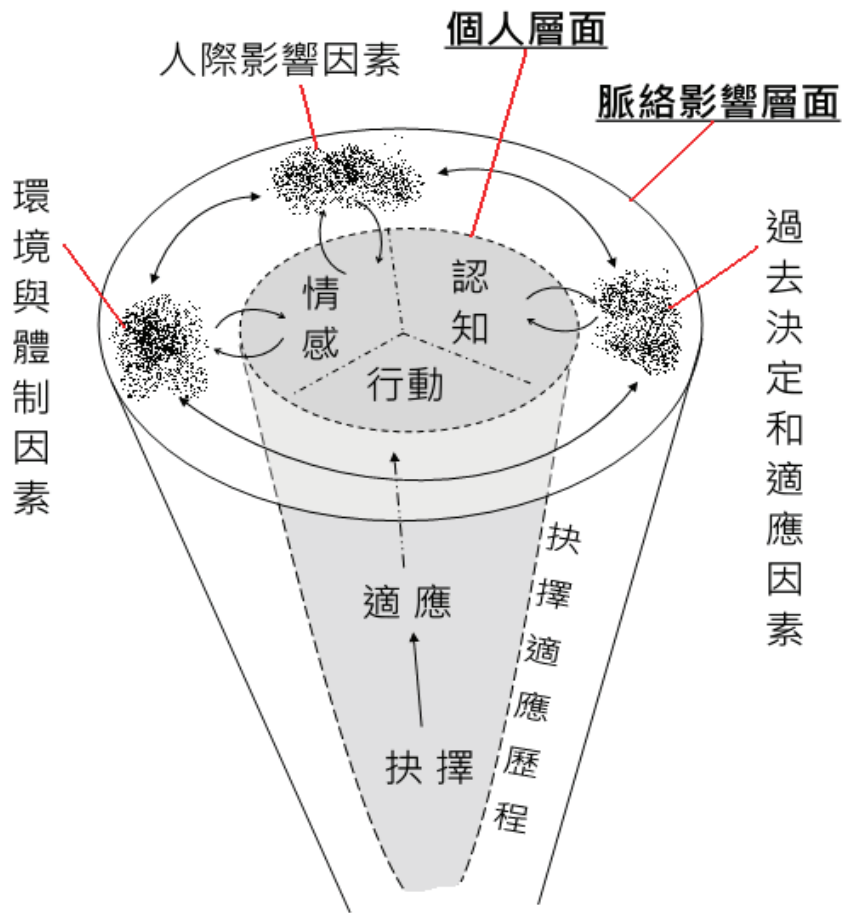 個人層面
人際影響因素
脈絡影響層面
環境與體制因素
過去決定和適應因素
情感
認知
行動
抉擇適應歷程
適應
抉擇